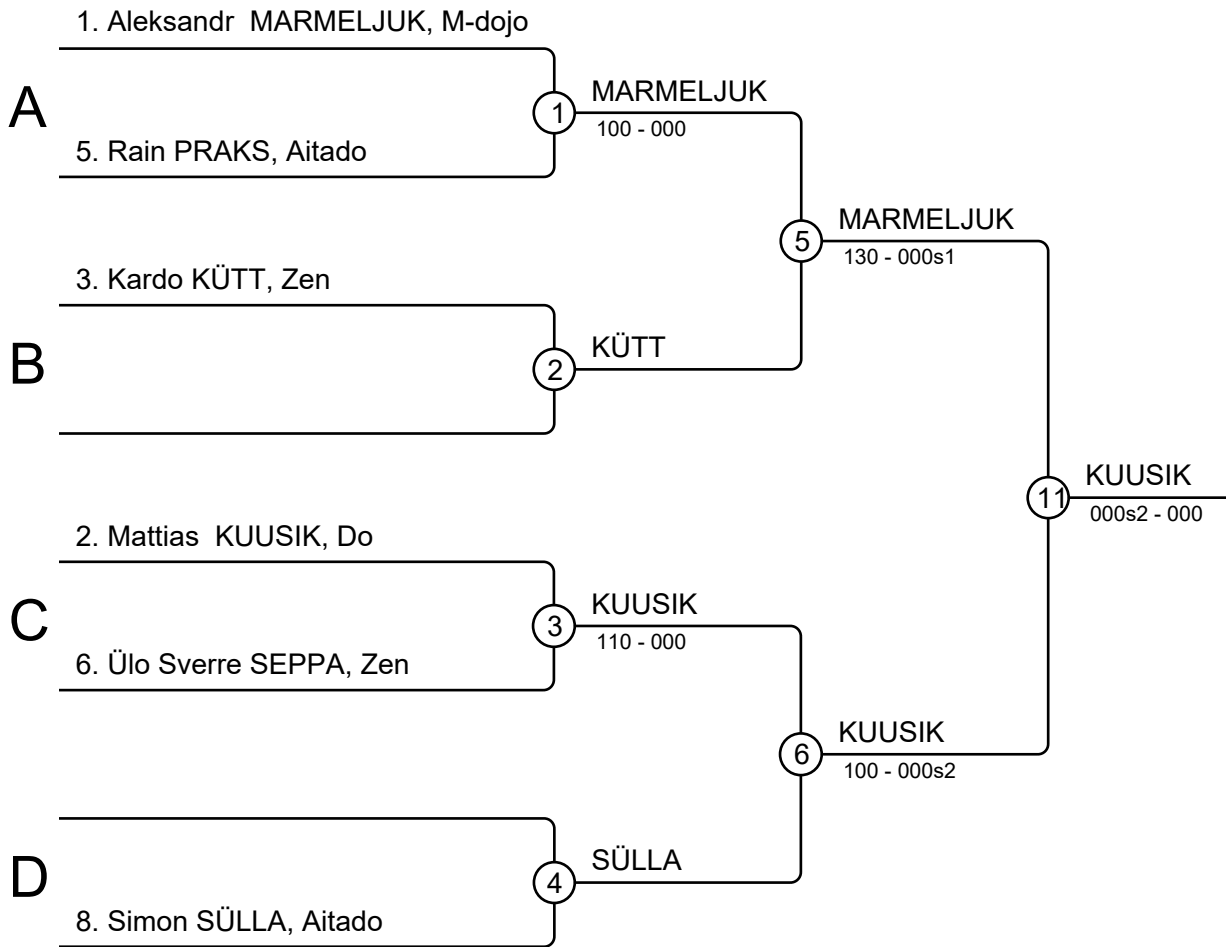 1. Aleksandr  MARMELJUK, M-dojo
A
1
MARMELJUK
100 - 000
5. Rain PRAKS, Aitado
5
MARMELJUK
130 - 000s1
3. Kardo KÜTT, Zen
B
2
KÜTT
11
KUUSIK
000s2 - 000
2. Mattias  KUUSIK, Do
C
3
KUUSIK
110 - 000
6. Ülo Sverre SEPPA, Zen
6
KUUSIK
100 - 000s2
D
4
SÜLLA
8. Simon SÜLLA, Aitado